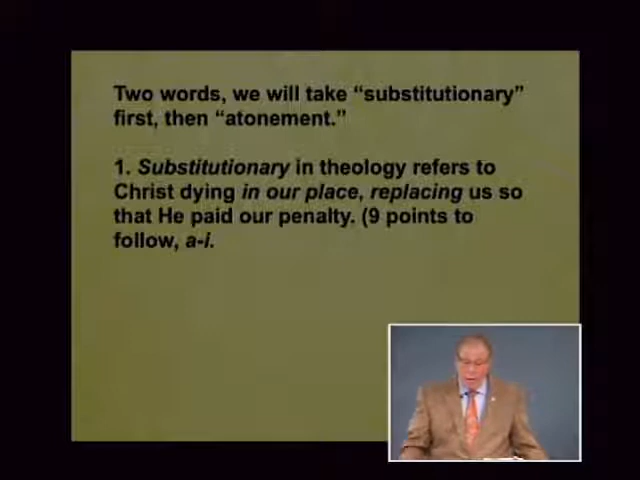 Two words, we will take “substitutionary”
first, then “atonement.”
1. Substitutionary in theology refers to
Christ dying in our place, replacing us so
that He paid our penalty. (9 points to
follow, a-i.